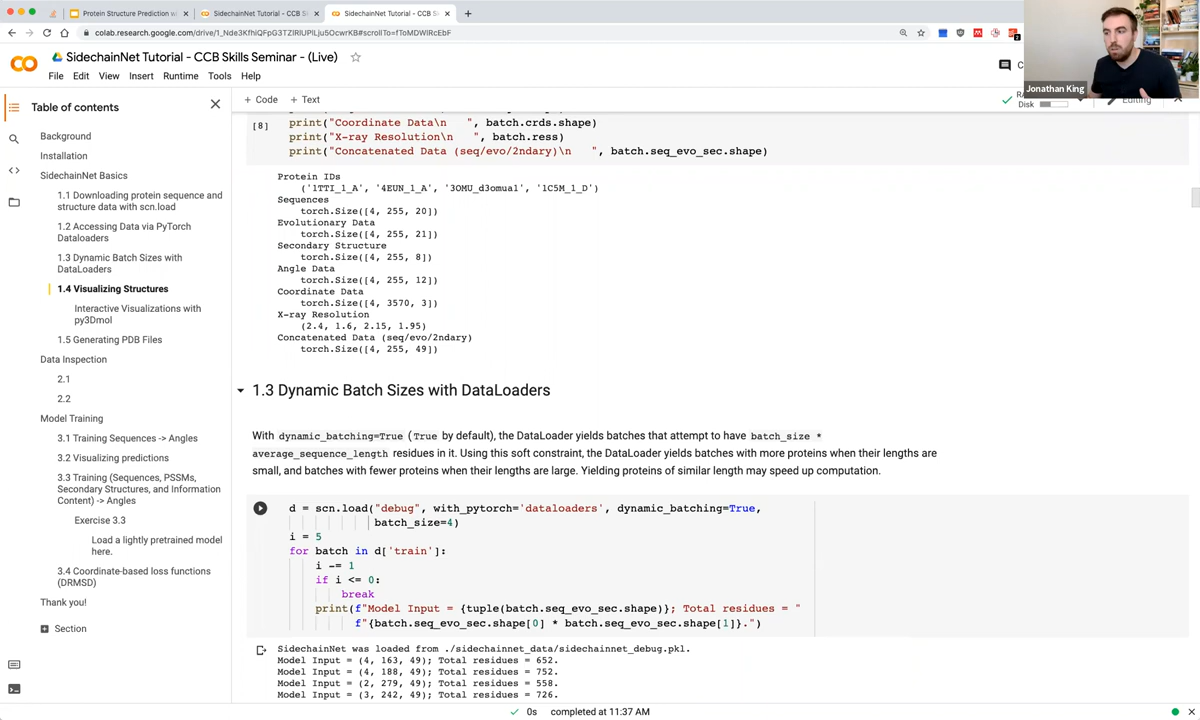 Protein Structure Prediction wi
SidechainNet Tutorial - CCB Sk
SidechainNet Tutorial - CCB Sk
colab.research.google.com/drive/1_Nde3KfhiQFpG3TZlRlUPlLju5OcwrKB#scrollTo=fToMDWlRcEbF
SidechainNet Tutorial - CCB Skills Seminar - (Live)
File Edit View Insert Runtime Tools Help
Jonathan King
Table of contents
+ Code + Text
Disk
Editing
Background
Installation
SidechainNet Basics
1.1 Downloading protein sequence and
structure data with scn.load
1.2 Accessing Data via PyTorch
Dataloaders
1.3 Dynamic Batch Sizes with
DataLoaders
1.4 Visualizing Structures
Interactive Visualizations with
py3Dmol
1.5 Generating PDB Files
Data Inspection
2.1
2.2
Model Training
3.1 Training Sequences -> Angles
3.2 Visualizing predictions
3.3 Training (Sequences, PSSMs,
Secondary Structures, and Information
Content) -> Angles
Exercise 3.3
Load a lightly pretrained model
here.
3.4 Coordinate-based loss functions
(DRMSD)
Thank you!
Section
[8]
print("Coordinate Data\n ", batch.crds.shape)
print("X-ray Resolution\n ", batch.ress)
print("Concatenated Data (seq/evo/2ndary)\n ", batch.seq_evo_sec.shape)
Protein IDs
('1TTI_1_A', '4EUN_1_A', '3OMU_d3omua1', '1C5M_1_D')
Sequences
torch.Size([4, 255, 20])
Evolutionary Data
torch.Size([4, 255, 21])
Secondary Structure
torch.Size([4, 255, 8])
Angle Data
torch.Size([4, 255, 12])
Coordinate Data
torch.Size([4, 3570, 3])
X-ray Resolution
(2.4, 1.6, 2.15, 1.95)
Concatenated Data (seq/evo/2ndary)
torch.Size([4, 255, 49])
1.3 Dynamic Batch Sizes with DataLoaders
With dynamic_batching=True (True by default), the DataLoader yields batches that attempt to have batch_size *
average_sequence_length residues in it. Using this soft constraint, the DataLoader yields batches with more proteins when their lengths are
small, and batches with fewer proteins when their lengths are large. Yielding proteins of similar length may speed up computation.
d = scn.load("debug", with_pytorch='dataloaders', dynamic_batching=True,
batch_size=4)
i = 5
for batch in d['train']:
i -= 1
if i <= 0:
break
print(f"Model Input = {tuple(batch.seq_evo_sec.shape)}; Total residues = "
f"{batch.seq_evo_sec.shape[0] * batch.seq_evo_sec.shape[1]}.")
SidechainNet was loaded from ./sidechainnet_data/sidechainnet_debug.pkl.
Model Input = (4, 163, 49); Total residues = 652.
Model Input = (4, 188, 49); Total residues = 752.
Model Input = (2, 279, 49); Total residues = 558.
Model Input = (3, 242, 49); Total residues = 726.
0s completed at 11:37 AM